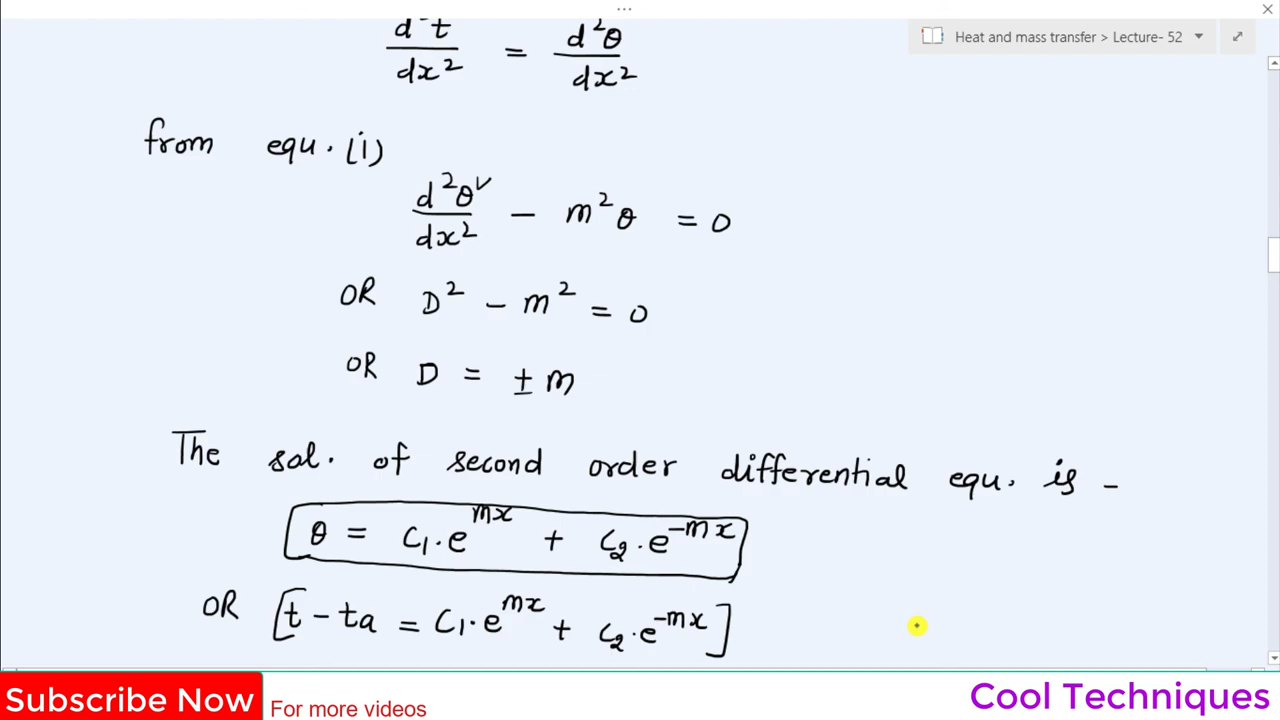 ...
Heat and mass transfer > Lecture- 52
d²t/dx² = d²θ/dx²
from equ. (i)
d²θ/dx² - m²θ = 0
OR D² - m² = 0
OR D = ± m
The sol. of second order differential equ. is -
θ = C₁.e^mx + C₂.e^-mx
OR [t - ta = C₁.e^mx + C₂.e^-mx]
Subscribe Now For more videos
Cool Techniques